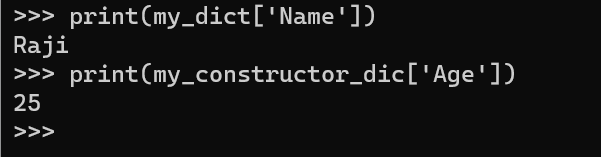 >>> print(my_dict['Name'])
Raji
>>> print(my_constructor_dic['Age'])
25
>>>